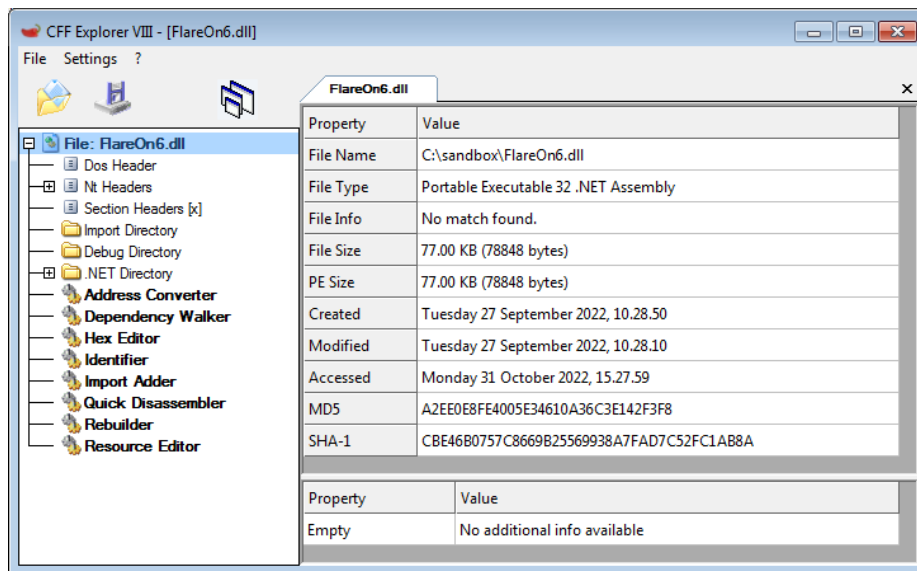 CFF Explorer VIII - [FlareOn6.dll]
File Settings ?
FlareOn6.dll
File: FlareOn6.dll
Dos Header
Nt Headers
Section Headers [x]
Import Directory
Debug Directory
.NET Directory
Address Converter
Dependency Walker
Hex Editor
Identifier
Import Adder
Quick Disassembler
Rebuilder
Resource Editor
Property Value
File Name C:\sandbox\FlareOn6.dll
File Type Portable Executable 32 .NET Assembly
File Info No match found.
File Size 77.00 KB (78848 bytes)
PE Size 77.00 KB (78848 bytes)
Created Tuesday 27 September 2022, 10.28.50
Modified Tuesday 27 September 2022, 10.28.10
Accessed Monday 31 October 2022, 15.27.59
MD5 A2EE0E8FE4005E34610A36C3E142F3F8
SHA-1 CBE46B0757C8669B25569938A7FAD7C52FC1AB8A
Property Value
Empty No additional info available